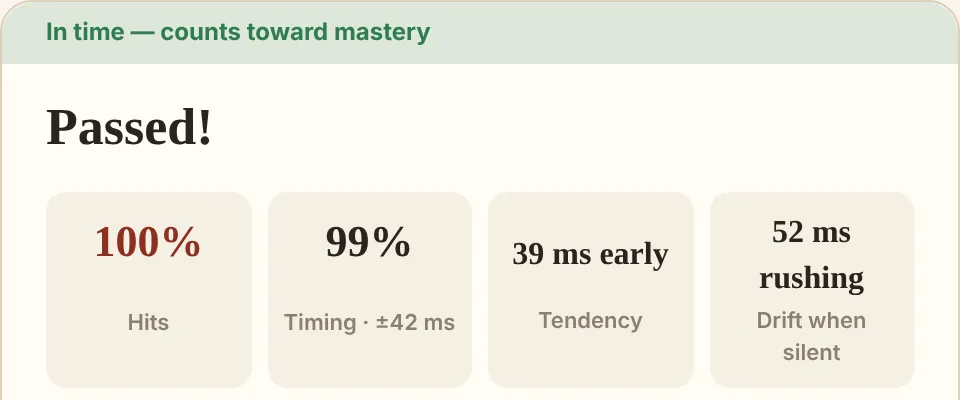 In time — counts toward mastery
Passed!
100%
Hits
99%
Timing · ±42 ms
39 ms early
Tendency
52 ms
rushing
Drift when
silent